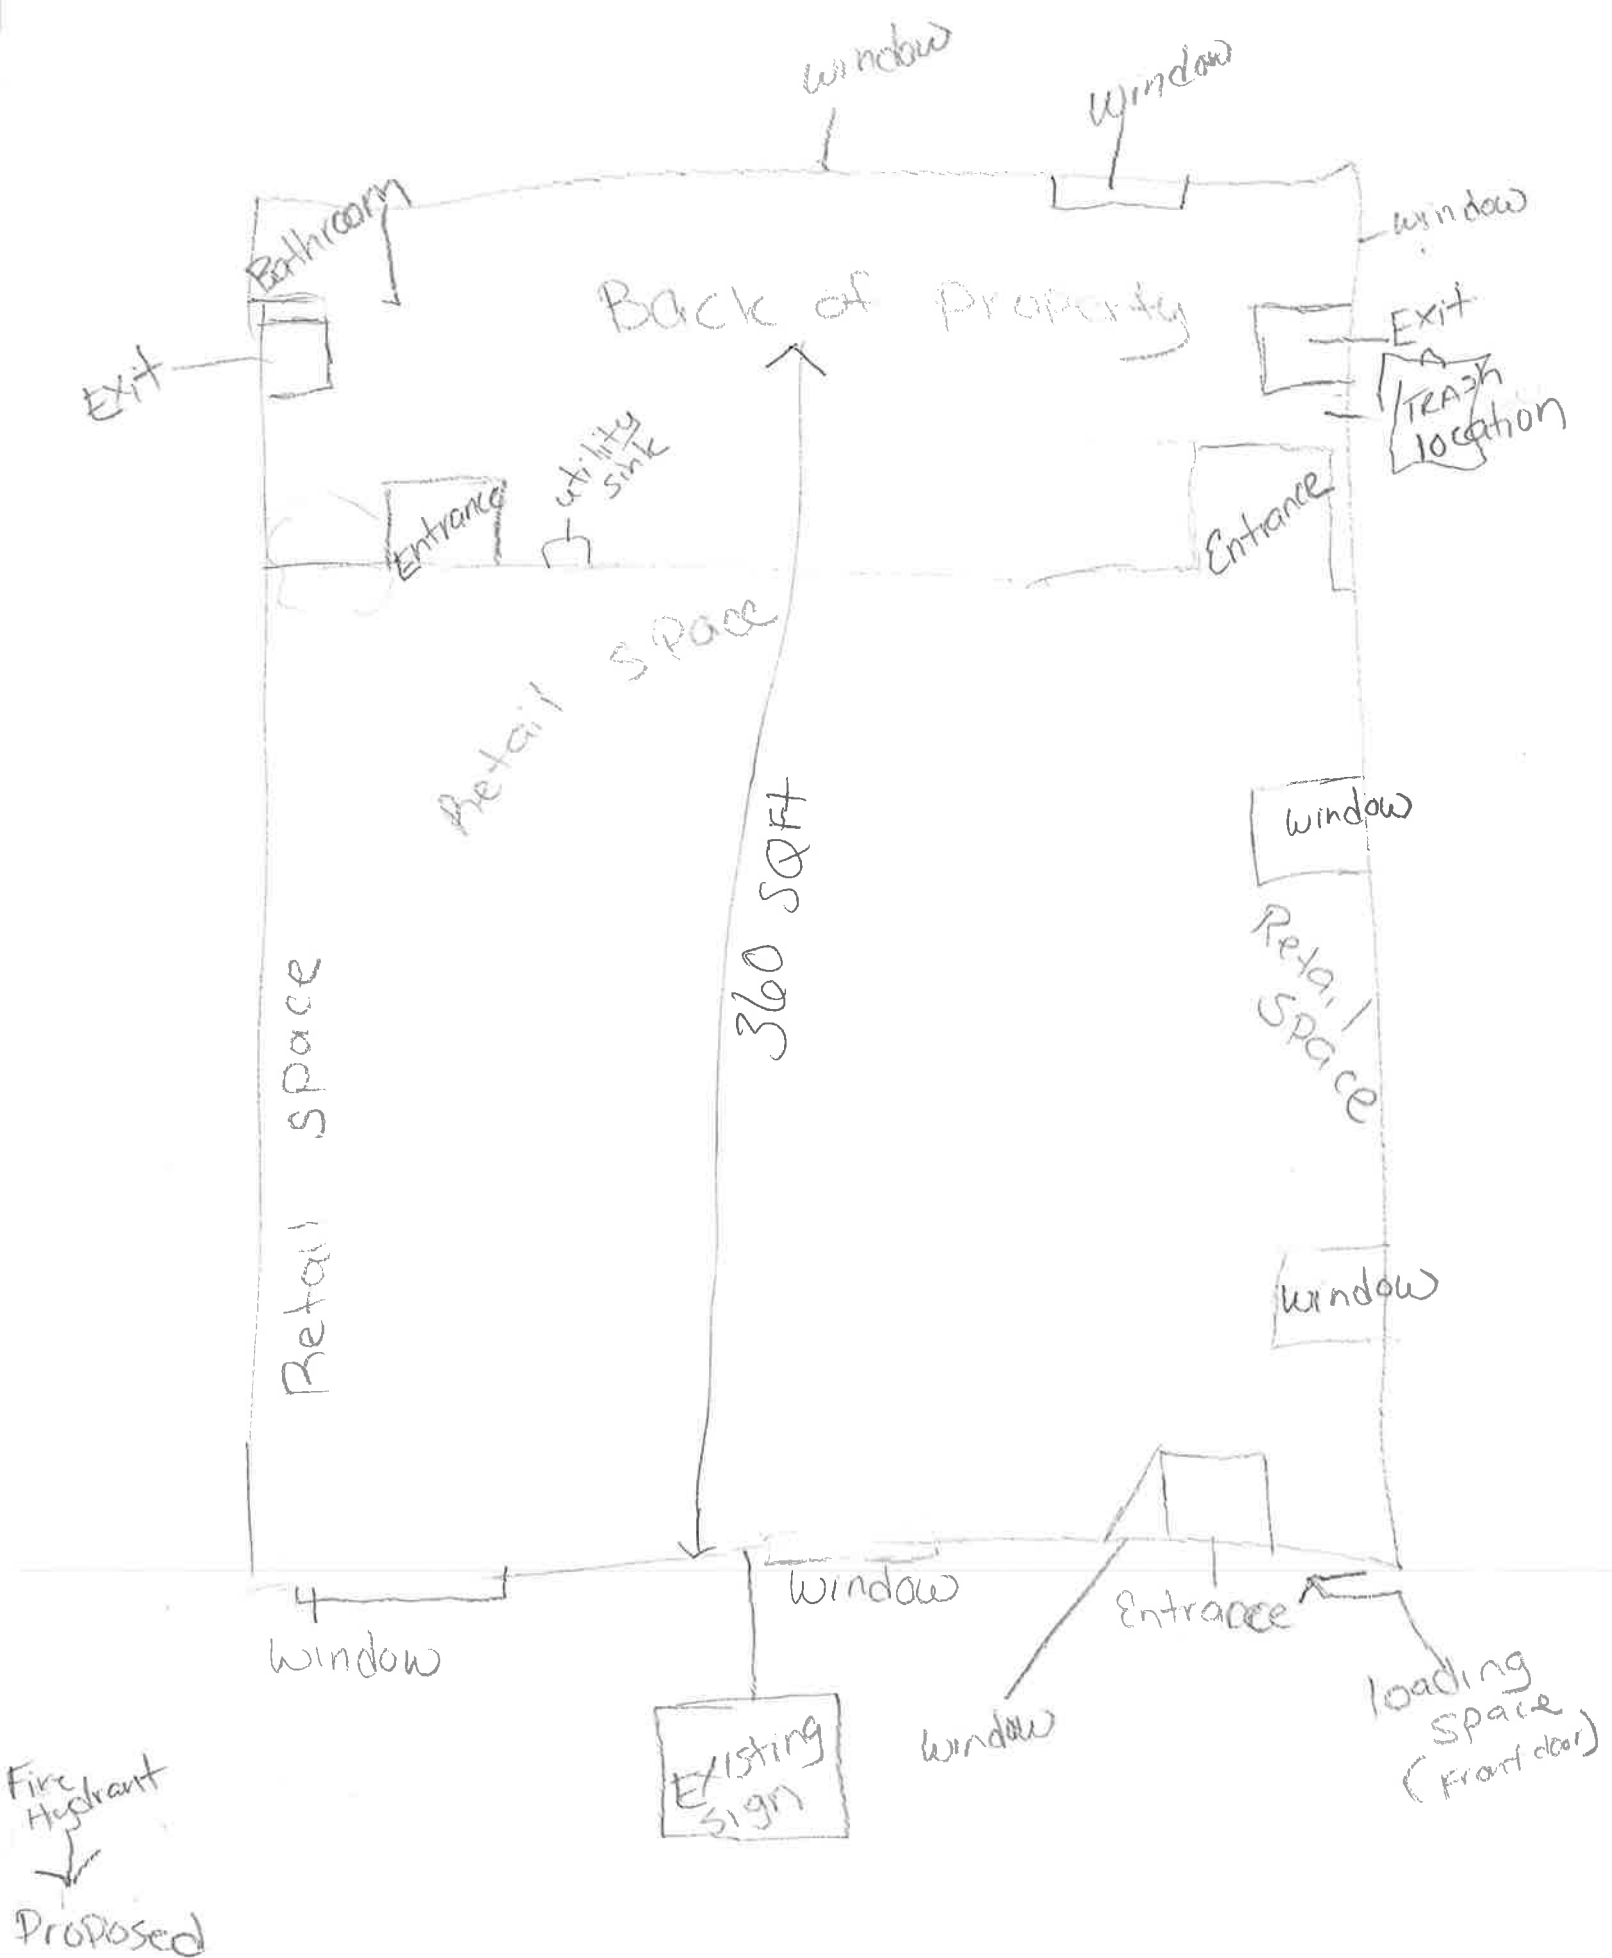 window
window
window
Bathroom
Back of Property
Exit
Exit
TRASH
location
utility
sink
Entrance
Entrance
Retail space
window
360 SQFt
Retail
Space
Retail space
window
window
Entrance
window
window
loading
space
(Front door)
Existing
sign
Fire
Hydrant
Proposed